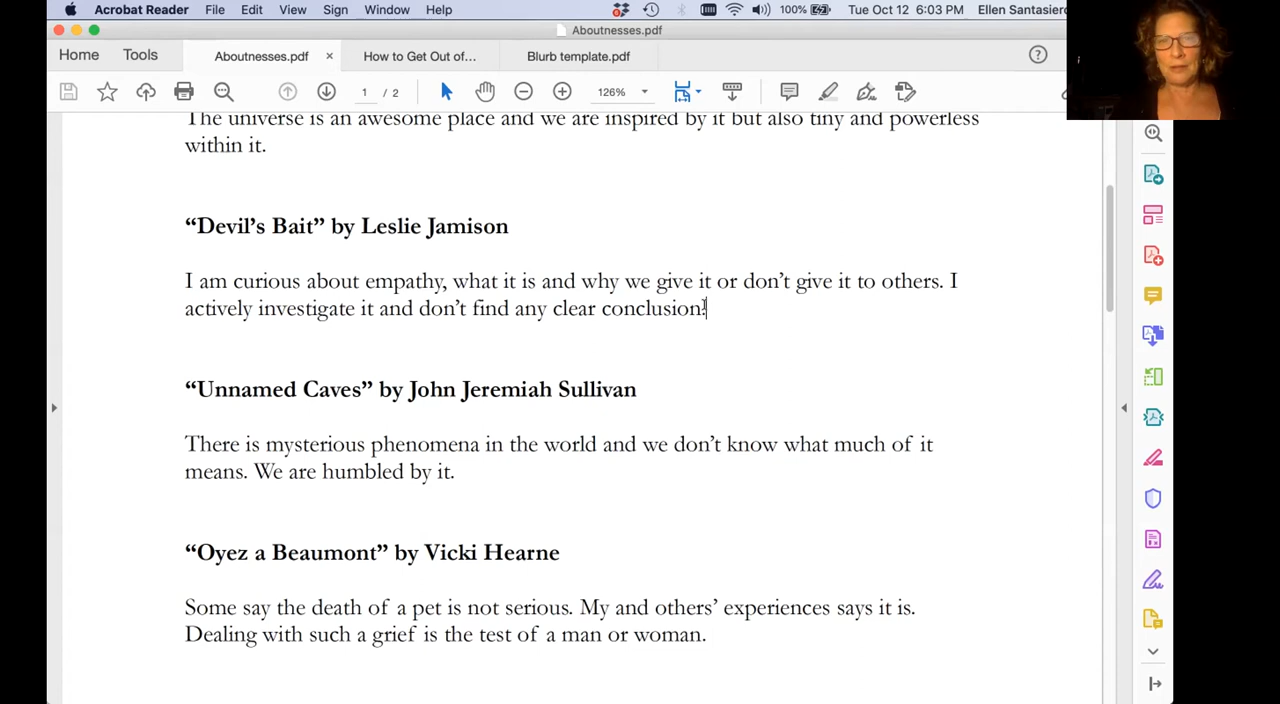 Acrobat Reader File Edit View Sign Window Help 100% Tue Oct 12 6:03 PM Ellen Santasiero
Aboutnesses.pdf
Home Tools Aboutnesses.pdf × How to Get Out of... Blurb template.pdf
1 / 2 126%
The universe is an awesome place and we are inspired by it but also tiny and powerless
within it.
“Devil’s Bait” by Leslie Jamison
I am curious about empathy, what it is and why we give it or don’t give it to others. I
actively investigate it and don’t find any clear conclusion.
“Unnamed Caves” by John Jeremiah Sullivan
There is mysterious phenomena in the world and we don’t know what much of it
means. We are humbled by it.
“Oyez a Beaumont” by Vicki Hearne
Some say the death of a pet is not serious. My and others’ experiences says it is.
Dealing with such a grief is the test of a man or woman.